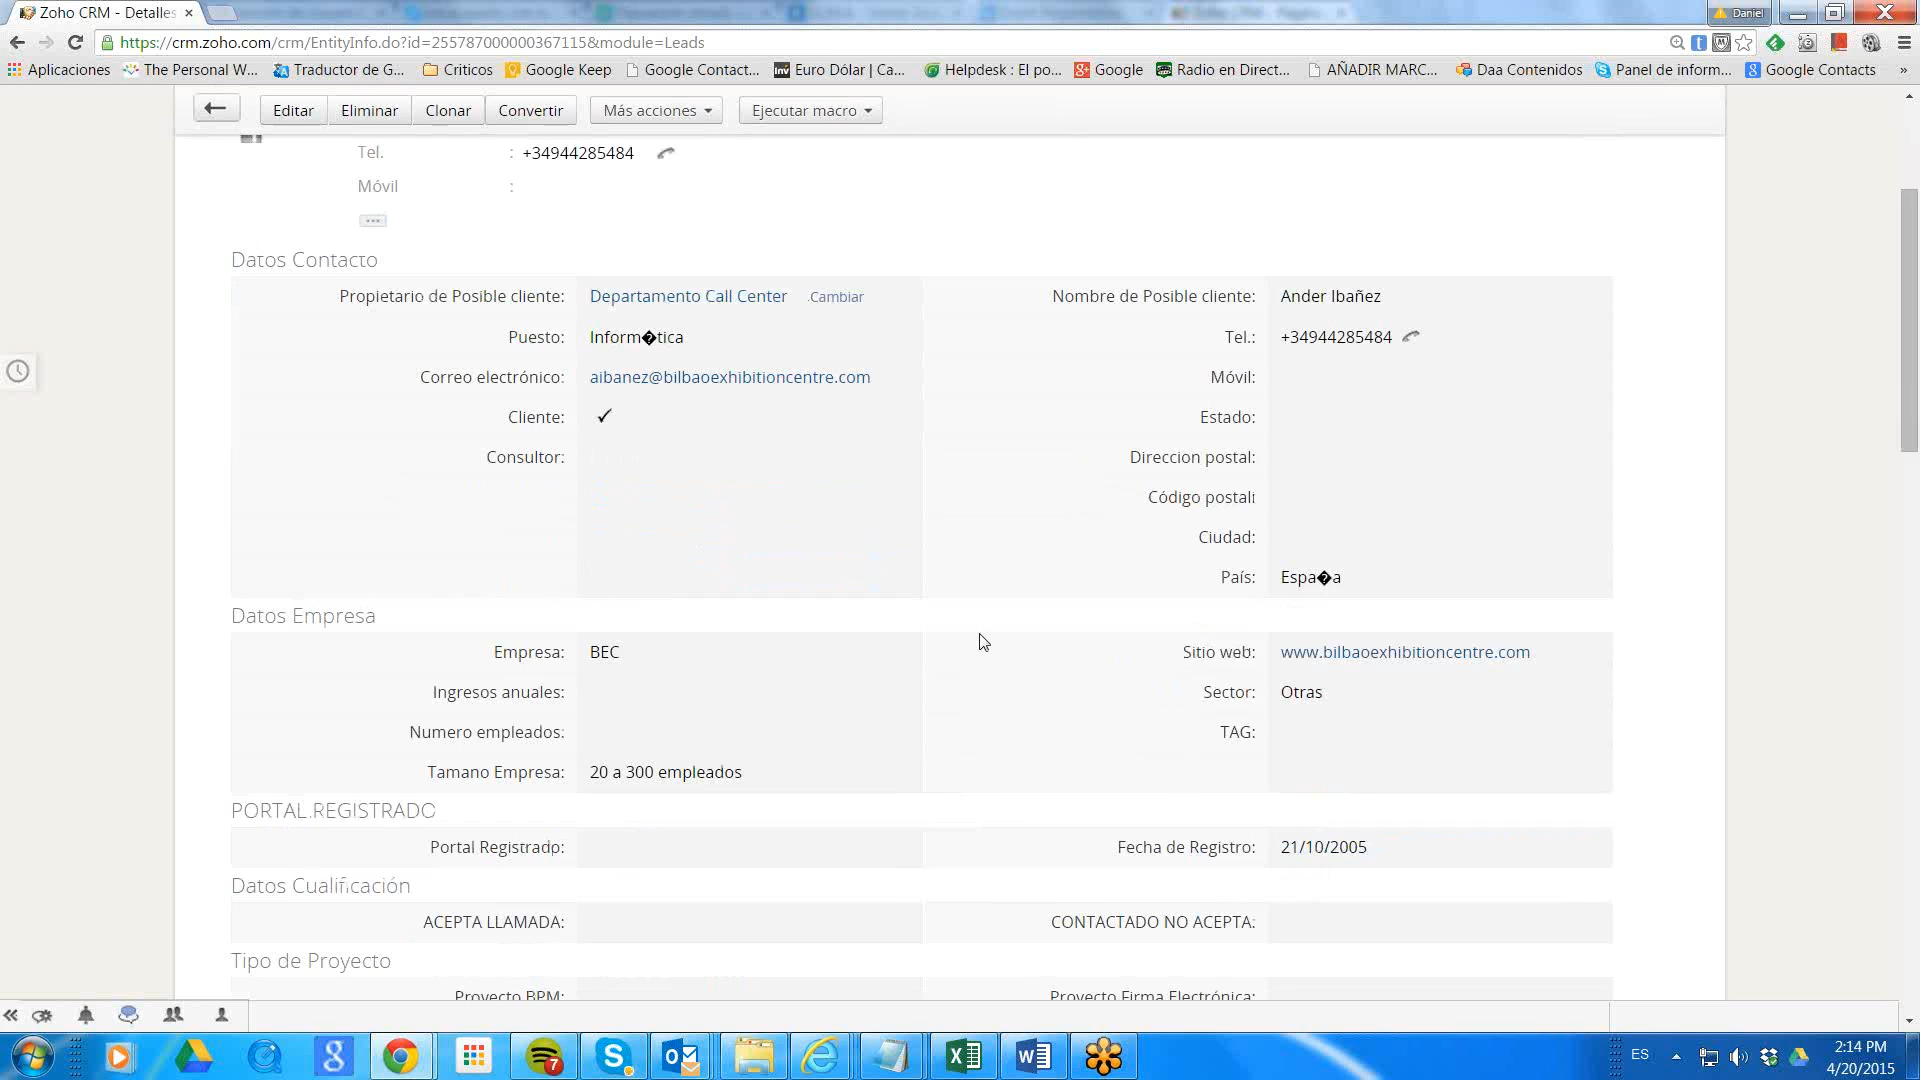 Zoho CRM - Detalles
Daniel
https://crm.zoho.com/crm/EntityInfo.do?id=255787000000367115&module=Leads
Aplicaciones The Personal W... Traductor de G... Criticos Google Keep Google Contact... Euro Dólar | Ca... Helpdesk : El po... Google Radio en Direct... AÑADIR MARC... Daa Contenidos Panel de inform... Google Contacts »
Editar Eliminar Clonar Convertir Más acciones Ejecutar macro
Tel. : +34944285484
Móvil :
Datos Contacto
Propietario de Posible cliente: Departamento Call Center .Cambiar Nombre de Posible cliente: Ander Ibañez
Puesto: Inform�tica Tel.: +34944285484
Correo electrónico: aibanez@bilbaoexhibitioncentre.com Móvil:
Cliente: ✓ Estado:
Consultor: Direccion postal:
Código postal:
Ciudad:
País: Espa�a
Datos Empresa
Empresa: BEC Sitio web: www.bilbaoexhibitioncentre.com
Ingresos anuales: Sector: Otras
Numero empleados: TAG:
Tamano Empresa: 20 a 300 empleados
PORTAL.REGISTRADO
Portal Registrado: Fecha de Registro: 21/10/2005
Datos Cualificación
ACEPTA LLAMADA: CONTACTADO NO ACEPTA:
Tipo de Proyecto
Proyecto BPM: Proyecto Firma Electrónica:
7
ES 2:14 PM
4/20/2015